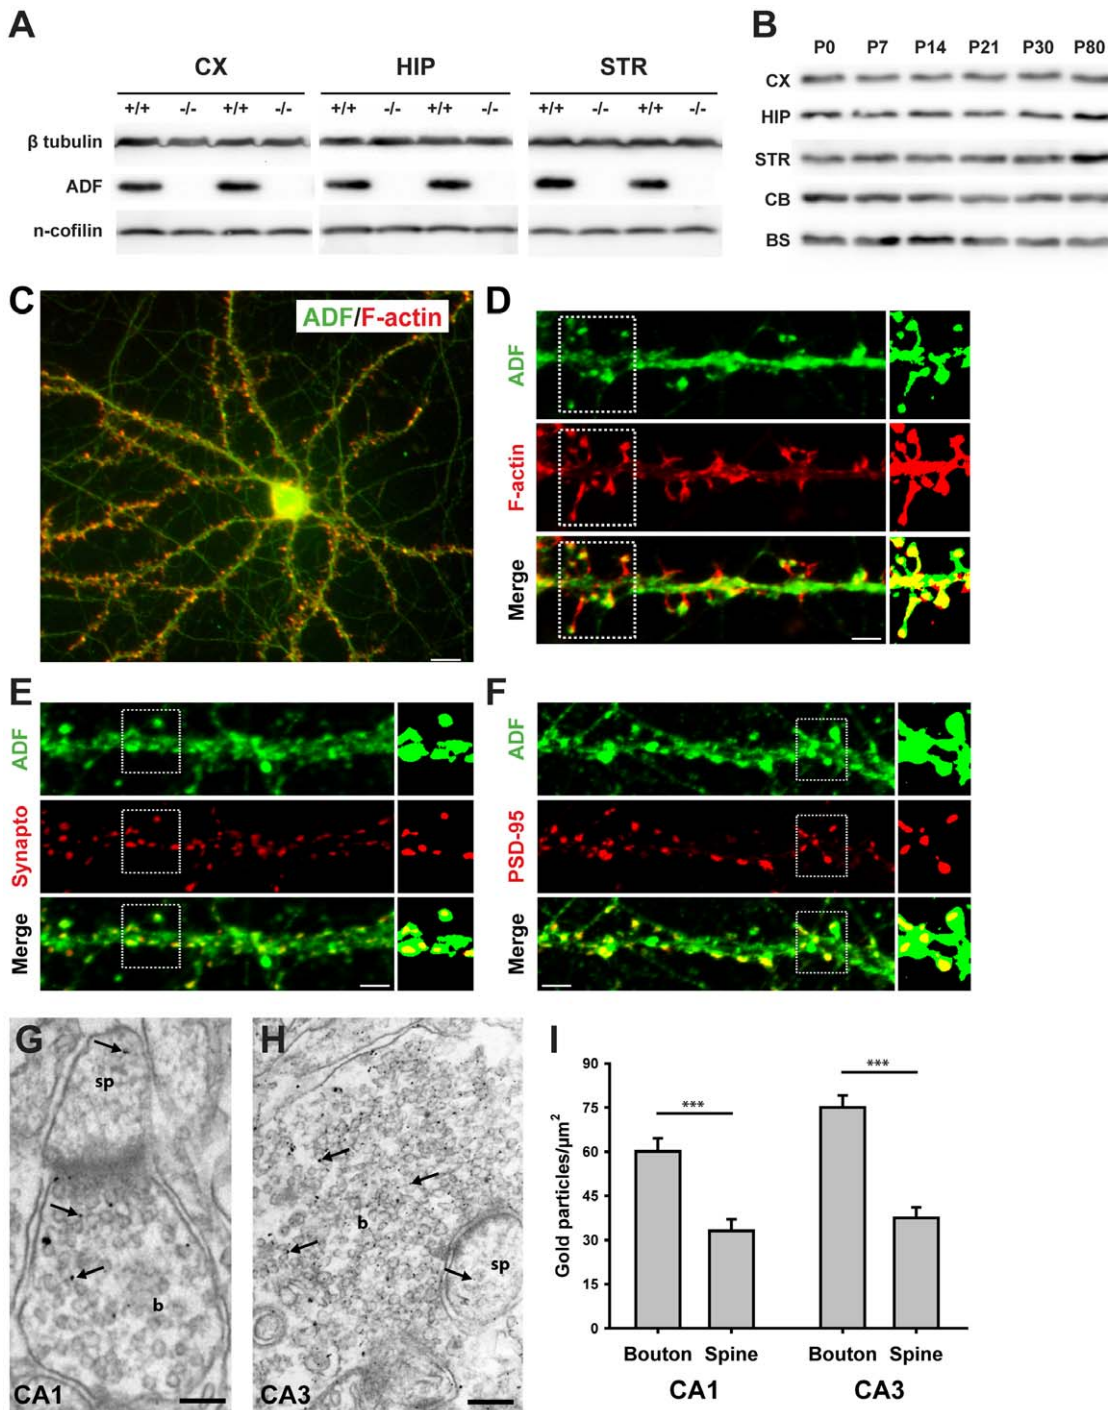 A
CX HIP STR
+/+ -/- +/+ -/- +/+ -/- +/+ -/- +/+ -/- +/+ -/-
β tubulin
ADF
n-cofilin
B
P0 P7 P14 P21 P30 P80
CX
HIP
STR
CB
BS
C
ADF/F-actin
D
ADF
F-actin
Merge
E
ADF
Synapto
Merge
F
ADF
PSD-95
Merge
G
sp
b
CA1
H
b
sp
CA3
I
Gold particles/µm²
90
75
60
45
30
15
0
***
***
Bouton Spine Bouton Spine
CA1 CA3